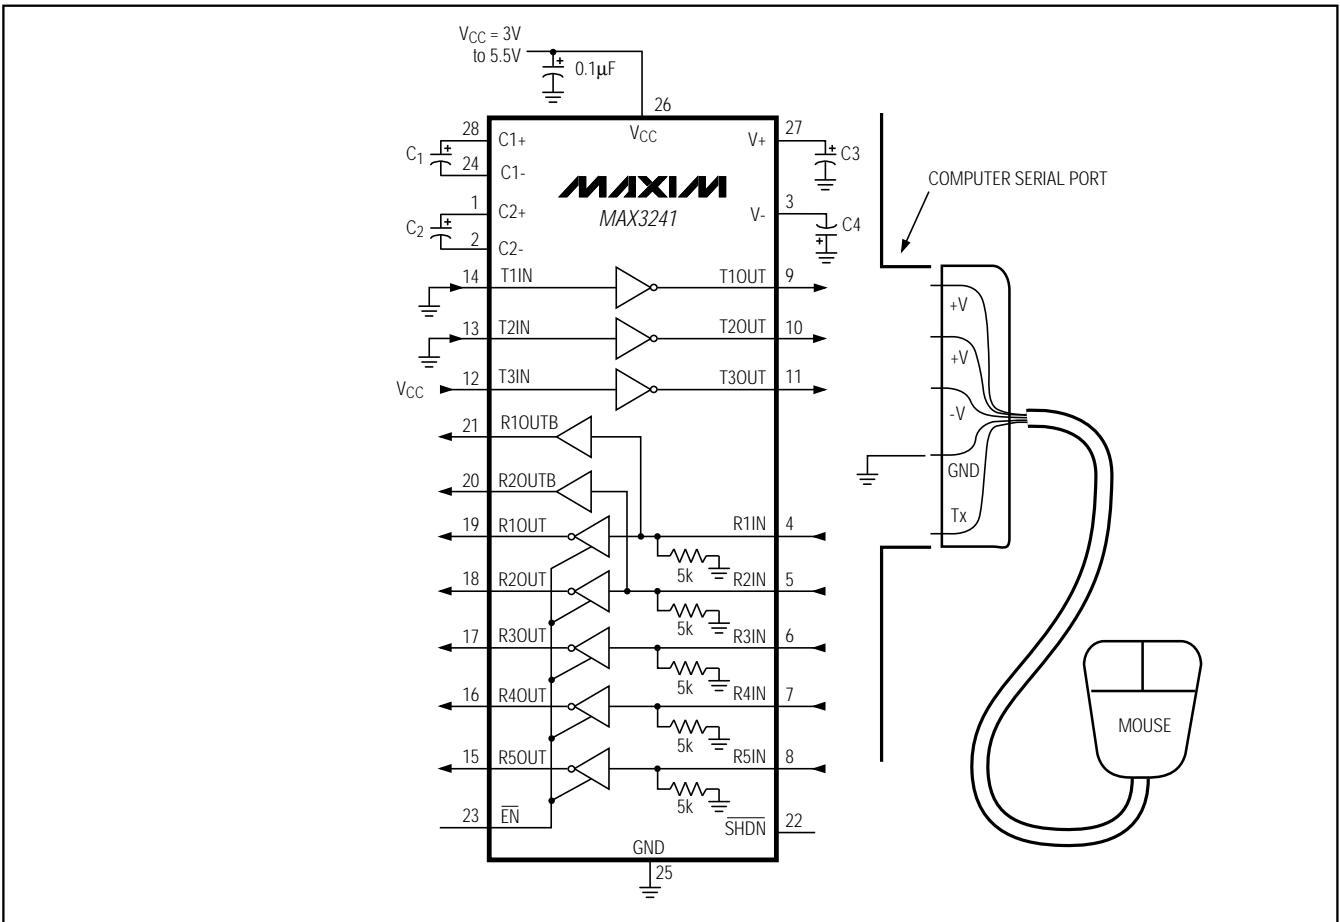 VCC = 3V
to 5.5V
0.1µF
26
VCC
28
C1+
C1
24
C1-
1
C2+
C2
2
C2-
27
V+
C3
3
V-
C4
MAXIM
MAX3241
COMPUTER SERIAL PORT
14
T1IN
T1OUT
9
13
T2IN
T2OUT
10
VCC
12
T3IN
T3OUT
11
21
R1OUTB
20
R2OUTB
19
R1OUT
R1IN
4
5k
18
R2OUT
R2IN
5
5k
17
R3OUT
R3IN
6
5k
16
R4OUT
R4IN
7
5k
15
R5OUT
R5IN
8
5k
23
EN
SHDN
22
GND
25
+V
+V
-V
GND
Tx
MOUSE